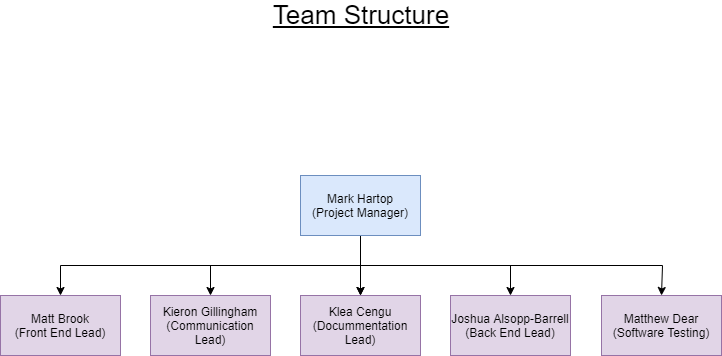 Team Structure
Mark Hartop
(Project Manager)
Matt Brook
(Front End Lead)
Kieron Gillingham
(Communication
Lead)
Klea Cengu
(Docummentation
Lead)
Joshua Alsopp-Barrell
(Back End Lead)
Matthew Dear
(Software Testing)